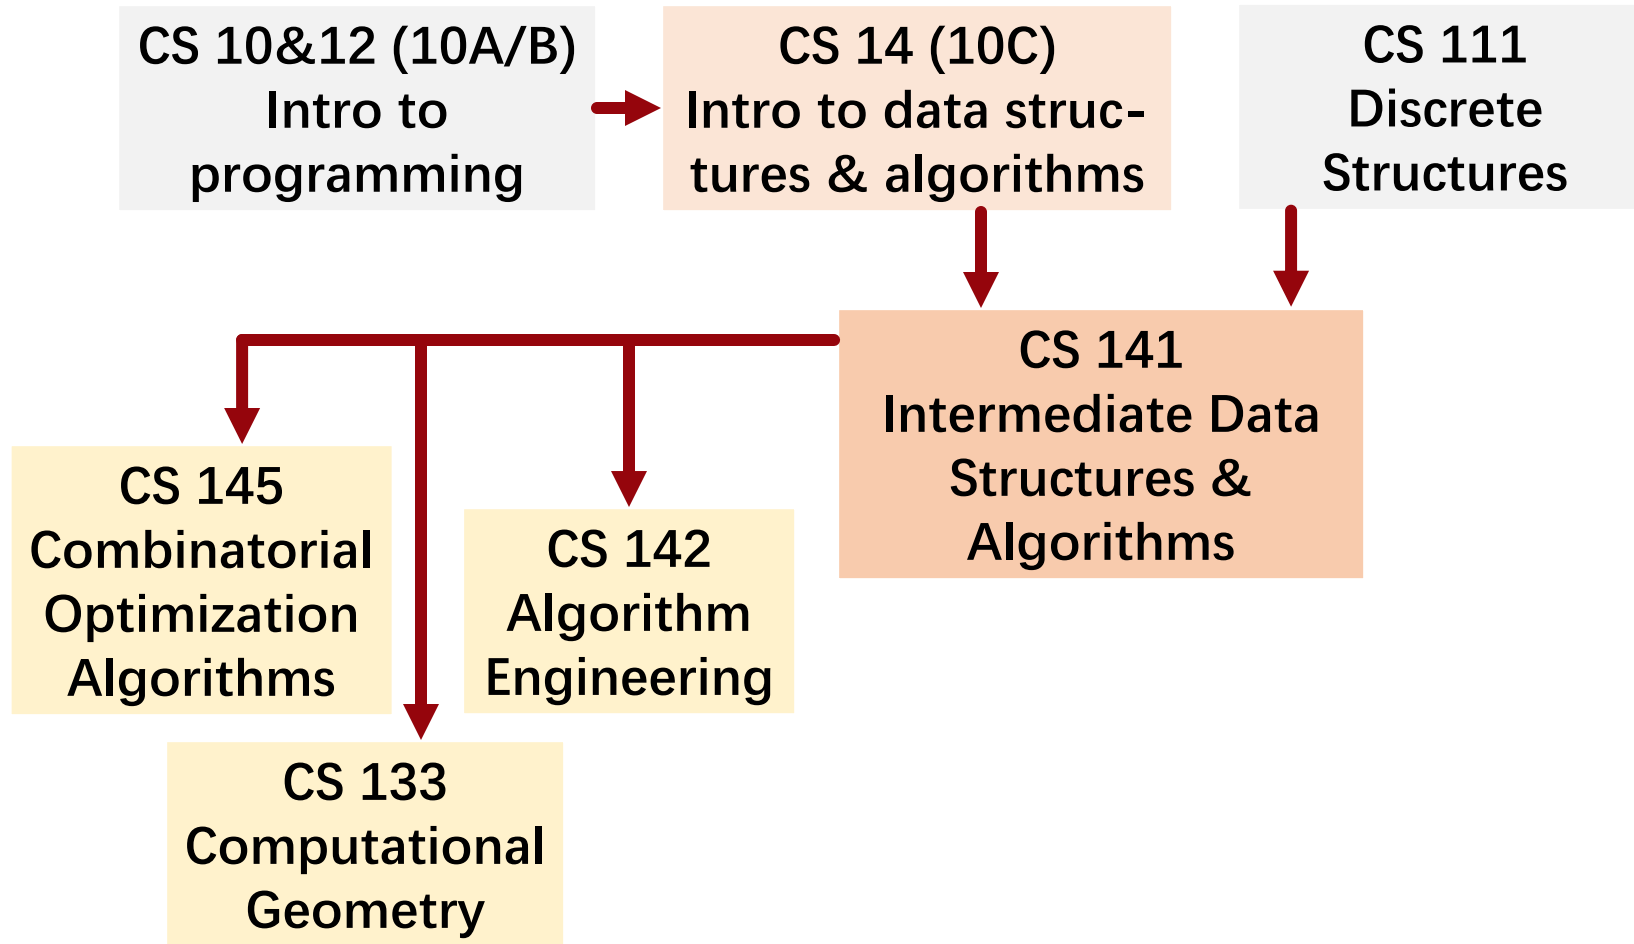 CS 10&12 (10A/B)
Intro to
programming
CS 14 (10C)
Intro to data struc-
tures & algorithms
CS 111
Discrete
Structures
CS 141
Intermediate Data
Structures &
Algorithms
CS 145
Combinatorial
Optimization
Algorithms
CS 142
Algorithm
Engineering
CS 133
Computational
Geometry